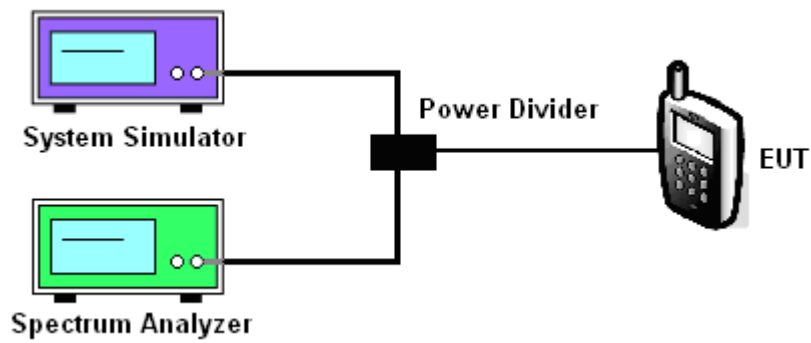 System Simulator
Power Divider
EUT
Spectrum Analyzer